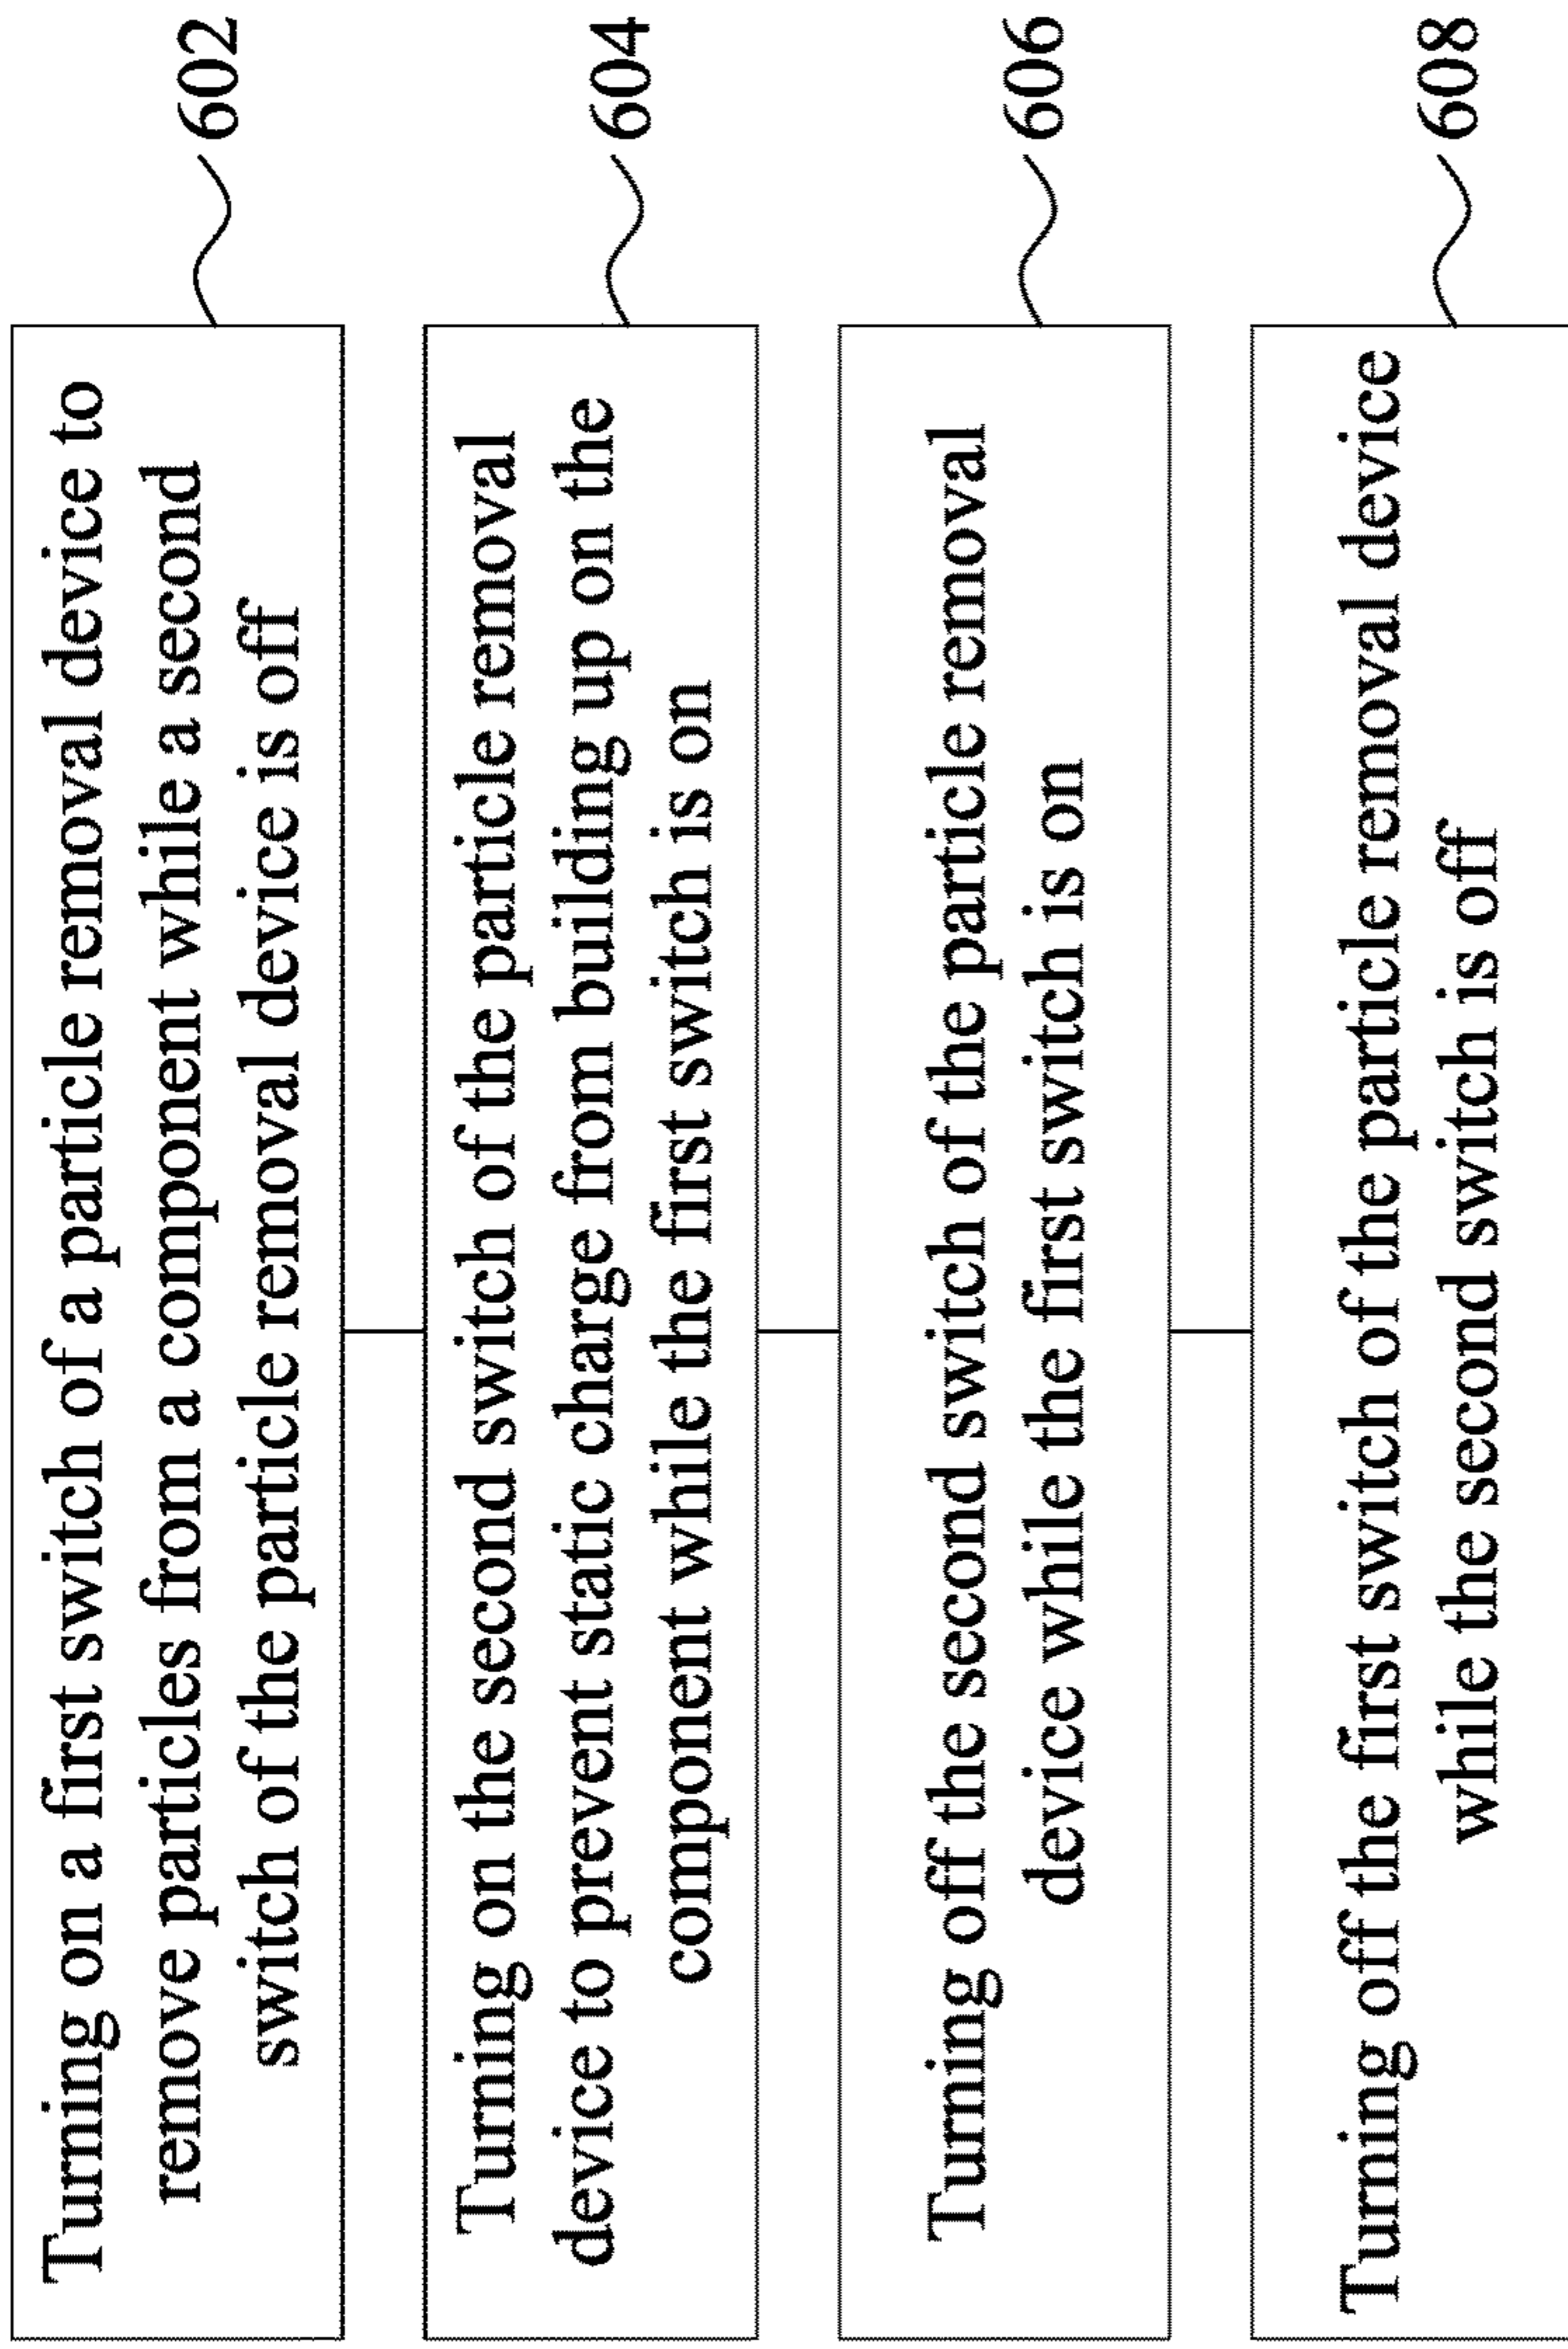 Turning on a first switch of a particle removal device to
remove particles from a component while a second
switch of the particle removal device is off
602
Turning on the second switch of the particle removal
device to prevent static charge from building up on the
component while the first switch is on
604
Turning off the second switch of the particle removal
device while the first switch is on
606
Turning off the first switch of the particle removal device
while the second switch is off
608